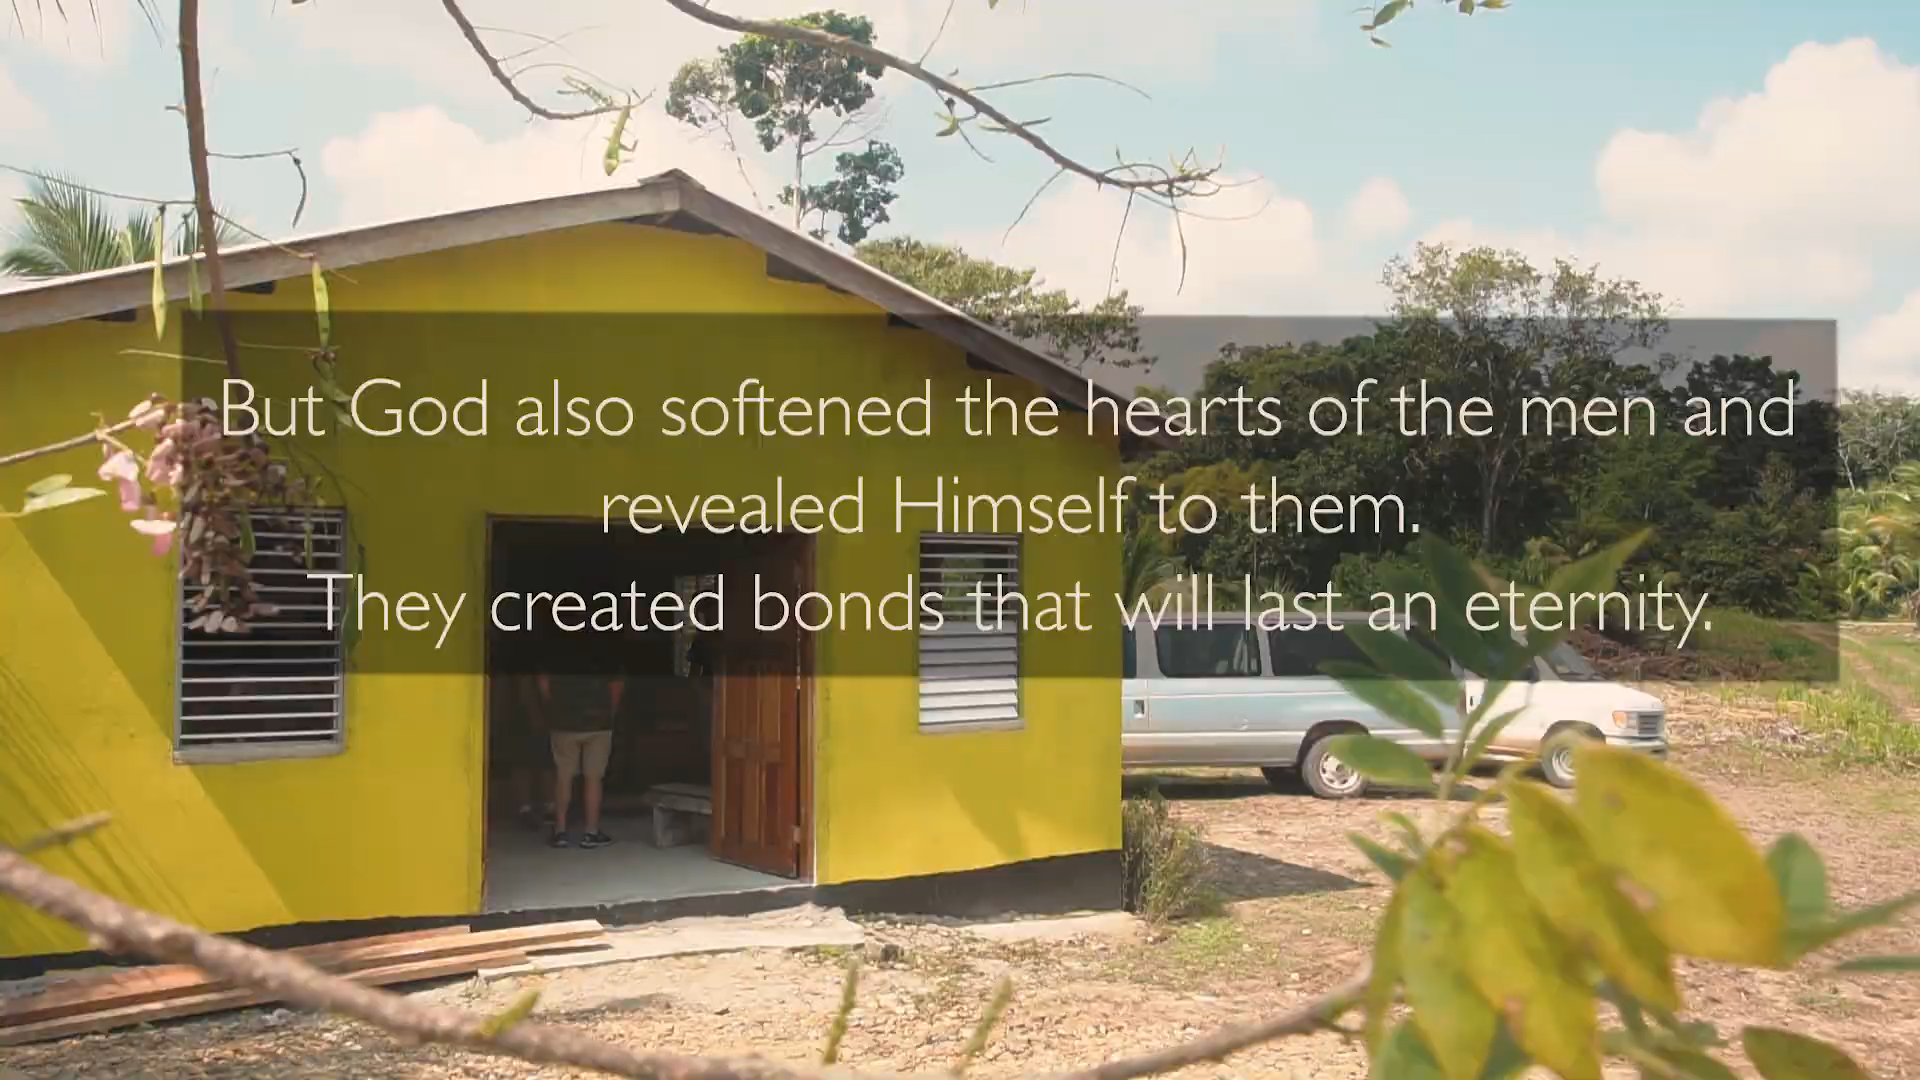 But God also softened the hearts of the men and
revealed Himself to them.
They created bonds that will last an eternity.